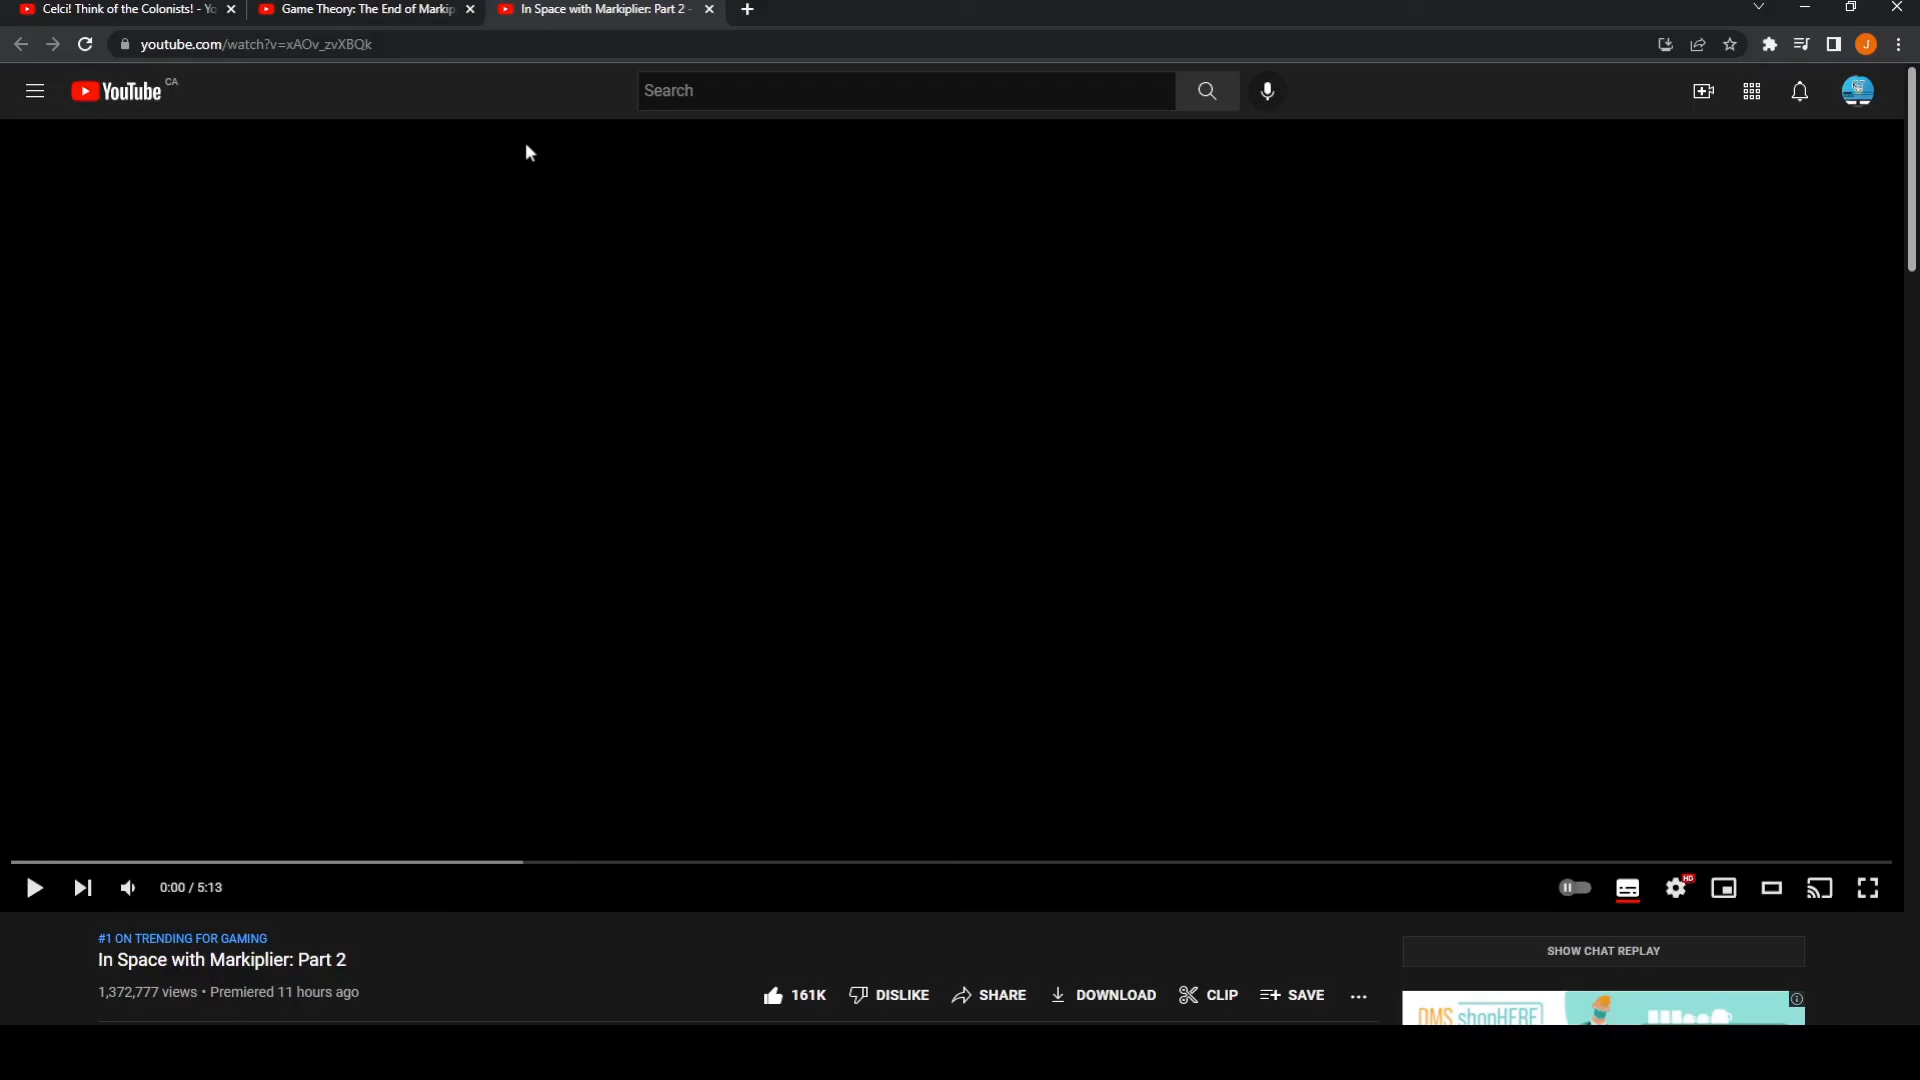 Celci! Think of the Colonists! - Yo
Game Theory: The End of Markip
In Space with Markiplier: Part 2 -
youtube.com/watch?v=xAOv_zvXBQk
J
YouTube CA
Search
0:00 / 5:13
HD
#1 ON TRENDING FOR GAMING
In Space with Markiplier: Part 2
1,372,777 views • Premiered 11 hours ago
161K
DISLIKE
SHARE
DOWNLOAD
CLIP
SAVE
SHOW CHAT REPLAY
DMS shopHERE